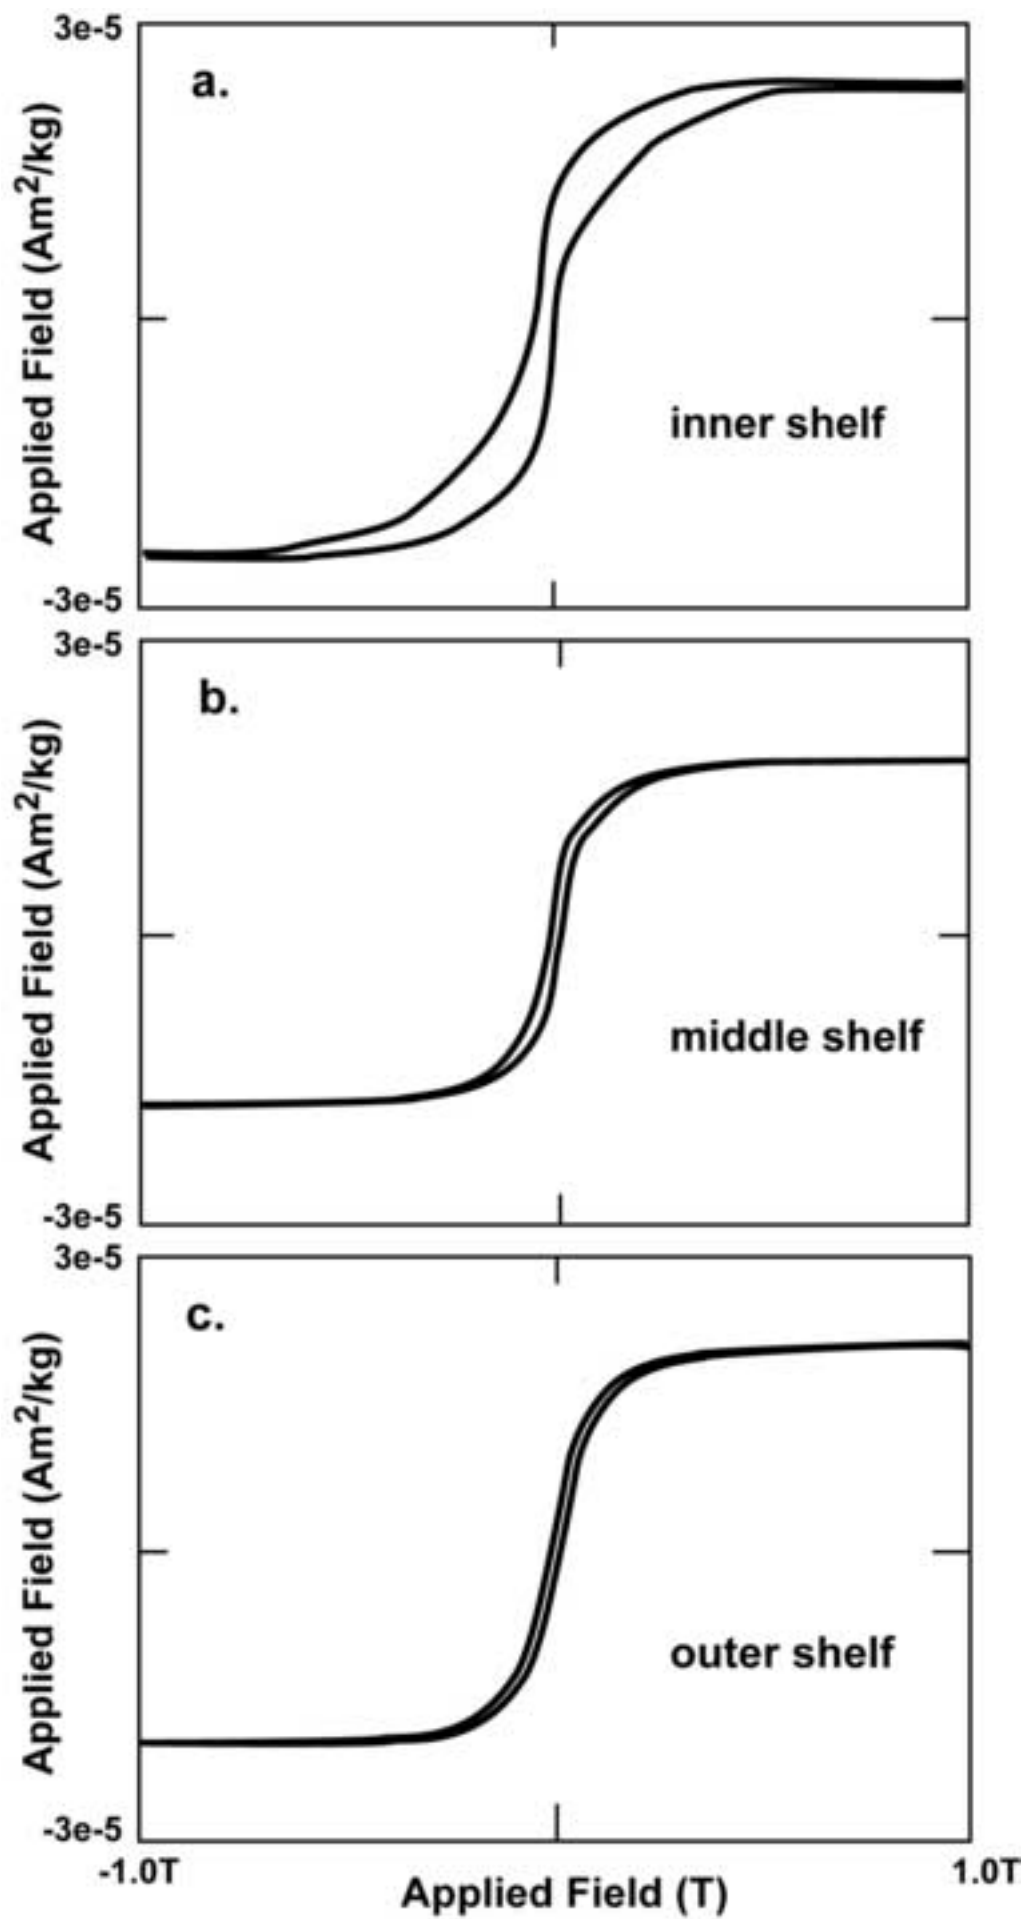 3e-5
a.
Applied Field (Am²/kg)
inner shelf
-3e-5
3e-5
b.
Applied Field (Am²/kg)
middle shelf
-3e-5
3e-5
c.
Applied Field (Am²/kg)
outer shelf
-3e-5
-1.0T
1.0T
Applied Field (T)